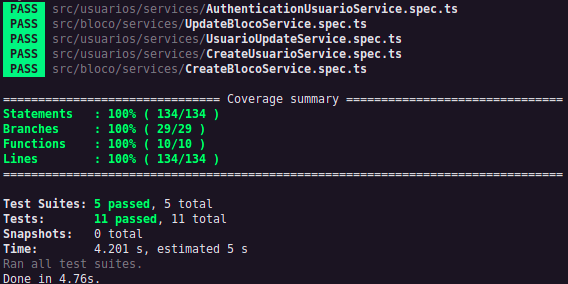 PASS src/usuarios/services/AuthenticationUsuarioService.spec.ts
PASS src/bloco/services/UpdateBlocoService.spec.ts
PASS src/usuarios/services/UsuarioUpdateService.spec.ts
PASS src/usuarios/services/CreateUsuarioService.spec.ts
PASS src/bloco/services/CreateBlocoService.spec.ts
=============================== Coverage summary ===============================
Statements   : 100% ( 134/134 )
Branches     : 100% ( 29/29 )
Functions    : 100% ( 10/10 )
Lines        : 100% ( 134/134 )
================================================================================
Test Suites: 5 passed, 5 total
Tests:       11 passed, 11 total
Snapshots:   0 total
Time:        4.201 s, estimated 5 s
Ran all test suites.
Done in 4.76s.